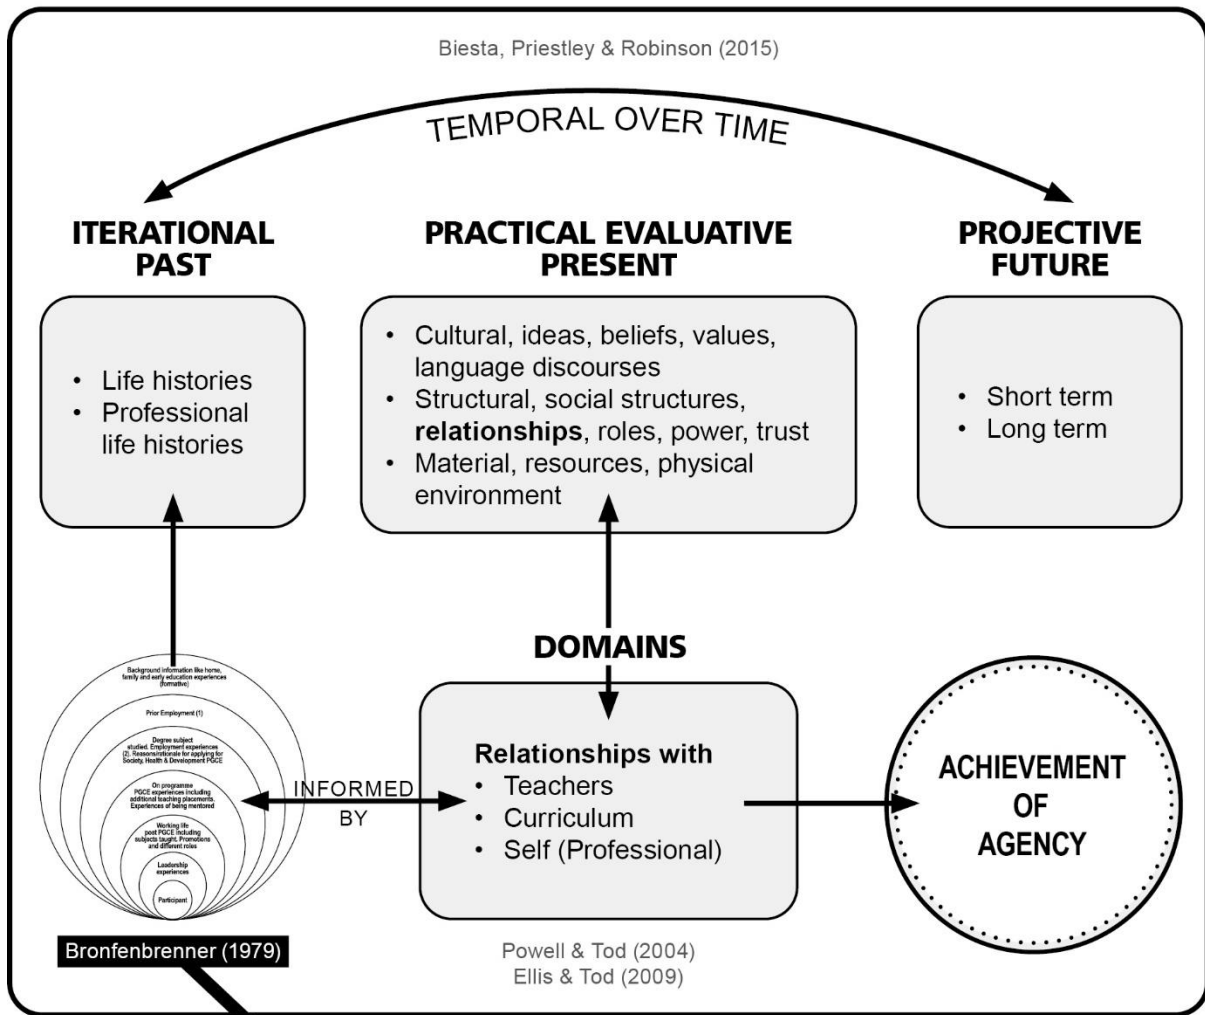 Biesta, Priestley & Robinson (2015)
TEMPORAL OVER TIME
ITERATIONAL
PAST
• Life histories
• Professional
life histories
PRACTICAL EVALUATIVE
PRESENT
• Cultural, ideas, beliefs, values,
language discourses
• Structural, social structures,
relationships, roles, power, trust
• Material, resources, physical
environment
PROJECTIVE
FUTURE
• Short term
• Long term
Background information like home,
family and early education experiences
(formative)
Prior Employment (1)
Degree subject
studied. Employment experiences
(2). Reasons/rationale for applying for
Society, Health & Development PGCE
On programme
PGCE experiences including
additional teaching placements.
Experiences of being mentored
Working life
post PGCE including
subjects taught. Promotions
and different roles
Leadership
experiences
Participant
Bronfenbrenner (1979)
INFORMED
BY
DOMAINS
Relationships with
• Teachers
• Curriculum
• Self (Professional)
Powell & Tod (2004)
Ellis & Tod (2009)
ACHIEVEMENT
OF
AGENCY